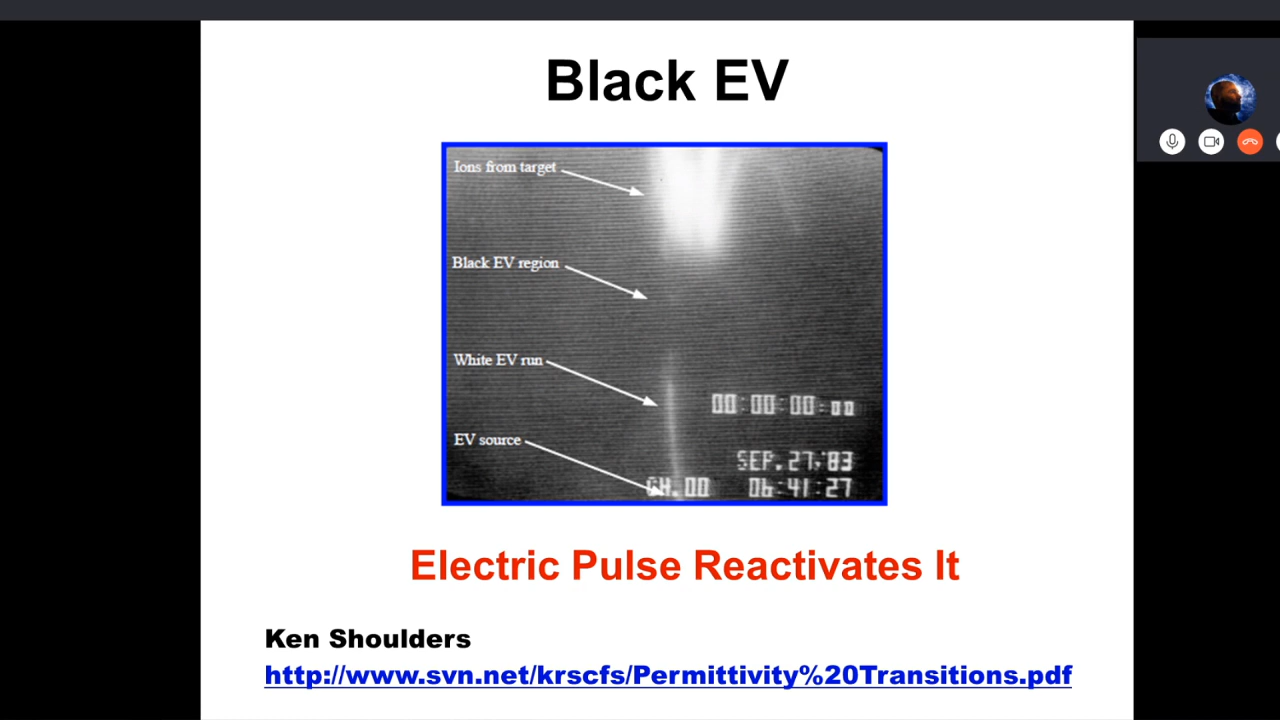 Black EV
Ions from target
Black EV region
White EV run
00:00:00:00
EV source
SEP.27,'83
CH.00 06:41:27
Electric Pulse Reactivates It
Ken Shoulders
http://www.svn.net/krscfs/Permittivity%20Transitions.pdf